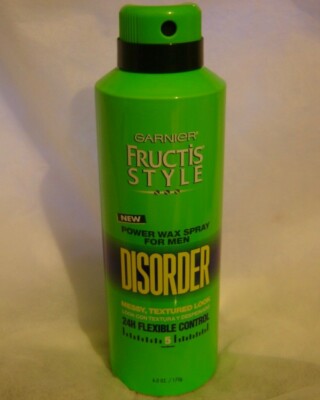 GARNIER
FRUCTIS
STYLE
NEW
POWER WAX SPRAY
FOR MEN
DISORDER
MESSY, TEXTURED LOOK
24H FLEXIBLE CONTROL